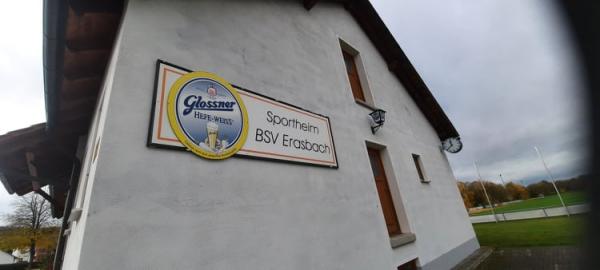 Glossner
HEFE-WEISSE
Sportheim
BSV Erasbach